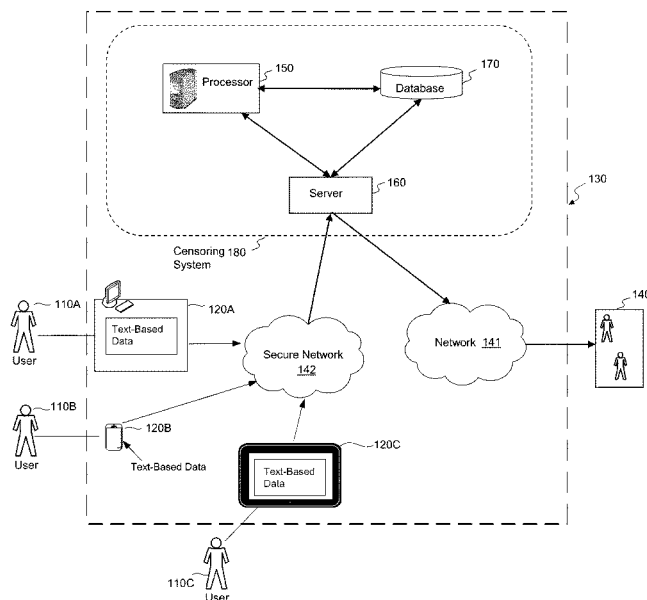 150
170
Processor
Database
Server
160
130
Censoring 180
System
110A
120A
140
Text-Based
Data
User
Secure Network
142
Network 141
110B
120B
120C
User
Text-Based Data
Text-Based
Data
110C
User